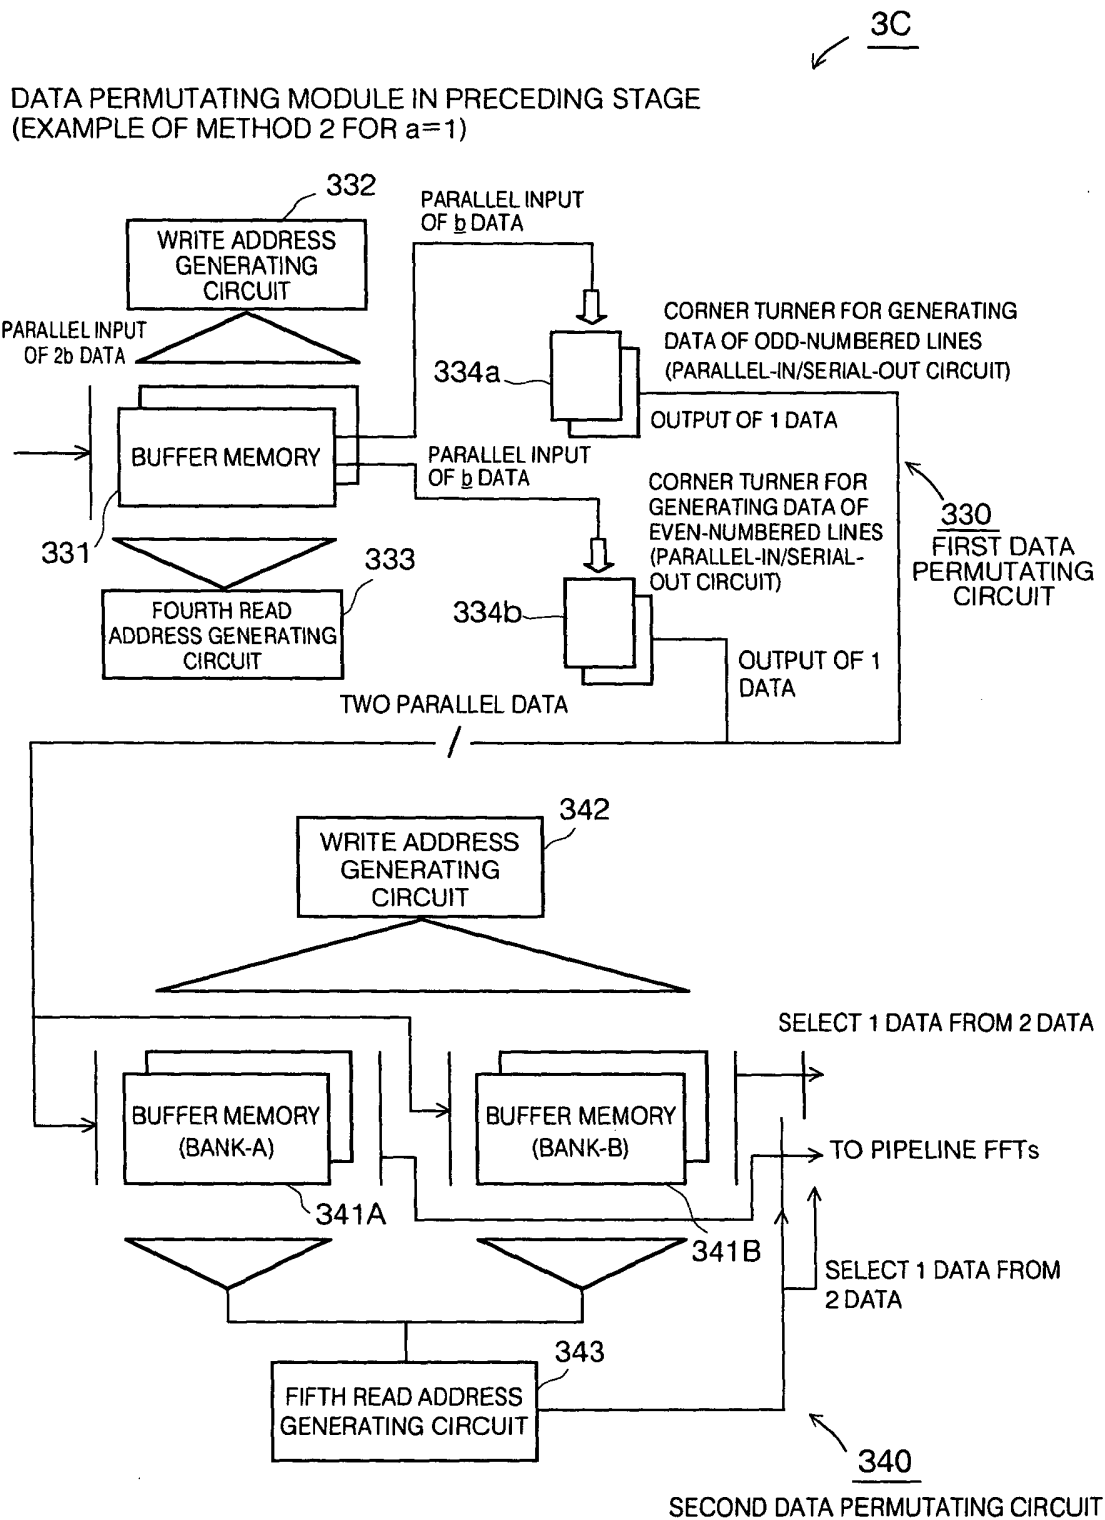 3C
DATA PERMUTATING MODULE IN PRECEDING STAGE
(EXAMPLE OF METHOD 2 FOR a=1)
332
WRITE ADDRESS
GENERATING
CIRCUIT
PARALLEL INPUT
OF b DATA
PARALLEL INPUT
OF 2b DATA
CORNER TURNER FOR GENERATING
DATA OF ODD-NUMBERED LINES
(PARALLEL-IN/SERIAL-OUT CIRCUIT)
334a
OUTPUT OF 1 DATA
BUFFER MEMORY
331
PARALLEL INPUT
OF b DATA
CORNER TURNER FOR
GENERATING DATA OF
EVEN-NUMBERED LINES
(PARALLEL-IN/SERIAL-
OUT CIRCUIT)
330
FIRST DATA
PERMUTATING
CIRCUIT
333
FOURTH READ
ADDRESS GENERATING
CIRCUIT
334b
OUTPUT OF 1
DATA
TWO PARALLEL DATA
342
WRITE ADDRESS
GENERATING
CIRCUIT
SELECT 1 DATA FROM 2 DATA
BUFFER MEMORY
(BANK-A)
341A
BUFFER MEMORY
(BANK-B)
341B
TO PIPELINE FFTs
SELECT 1 DATA FROM
2 DATA
343
FIFTH READ ADDRESS
GENERATING CIRCUIT
340
SECOND DATA PERMUTATING CIRCUIT